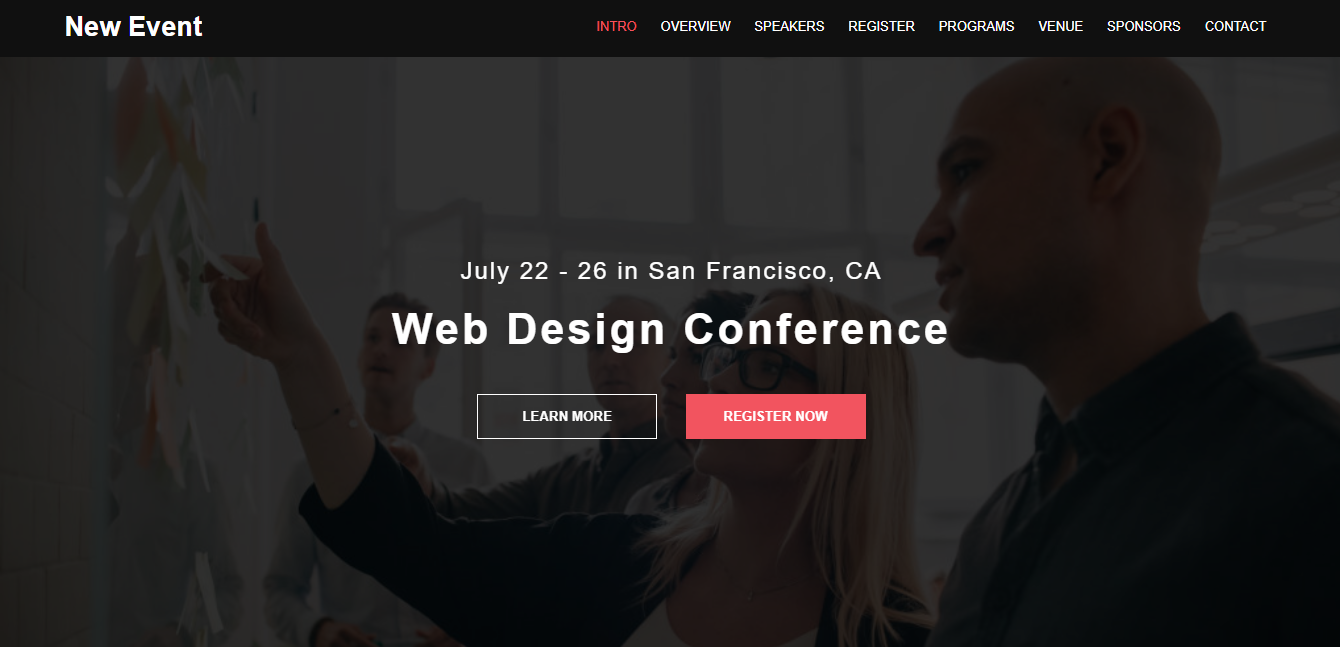 New Event
INTRO OVERVIEW SPEAKERS REGISTER PROGRAMS VENUE SPONSORS CONTACT
July 22 - 26 in San Francisco, CA
Web Design Conference
LEARN MORE REGISTER NOW